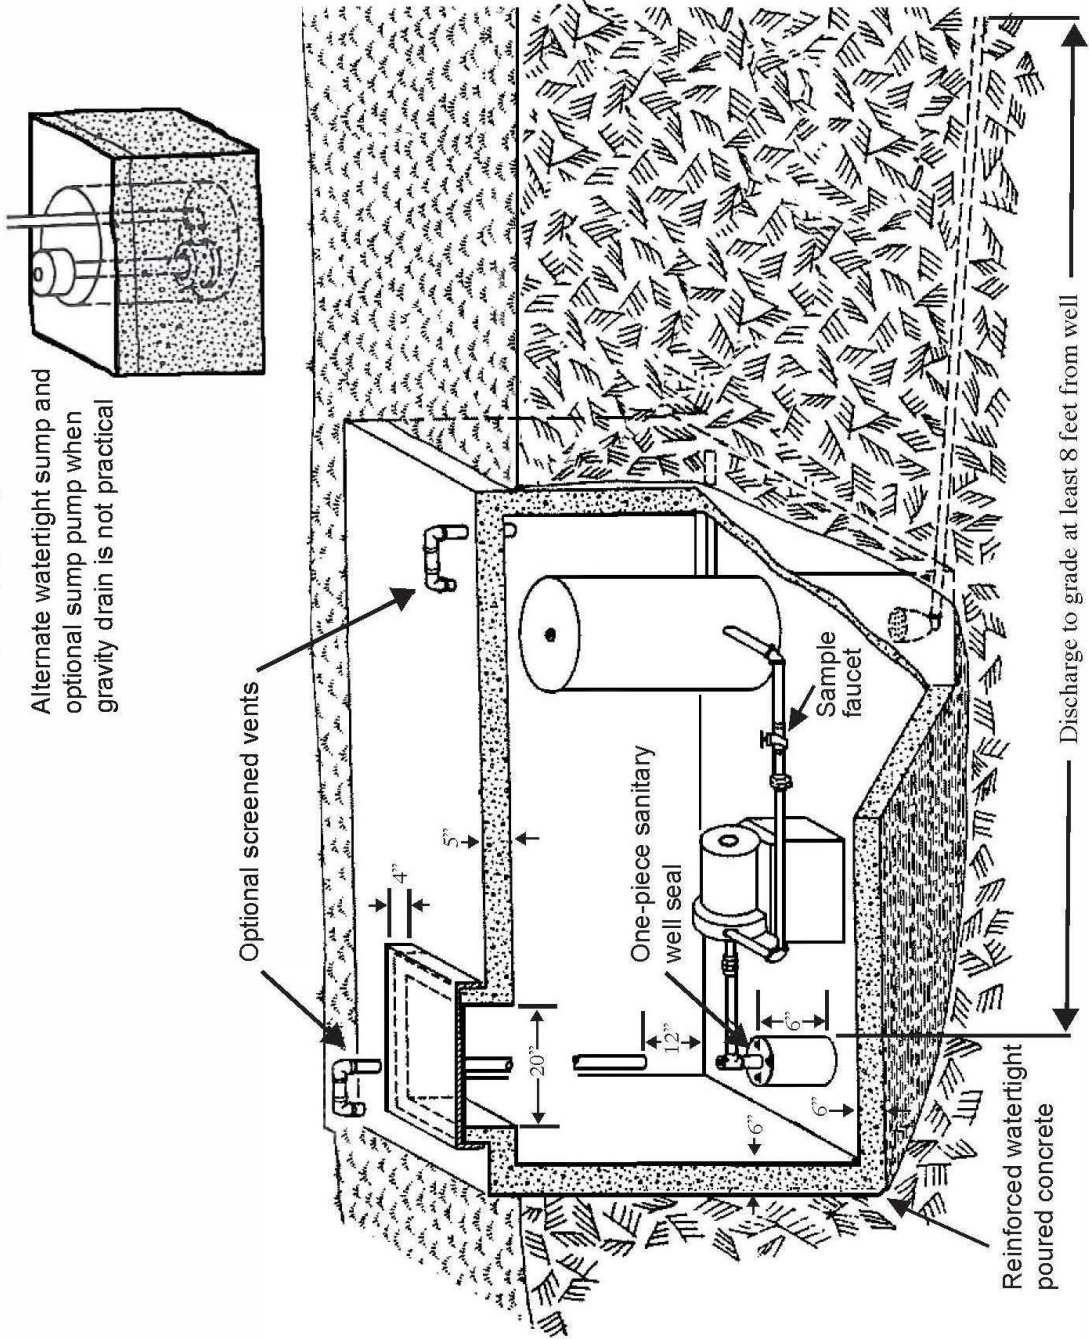 Alternate watertight sump and
optional sump pump when
gravity drain is not practical
Optional screened vents
4"
5"
20"
12"
One-piece sanitary
well seal
Sample
faucet
6"
6"
6"
Reinforced watertight
poured concrete
Discharge to grade at least 8 feet from well